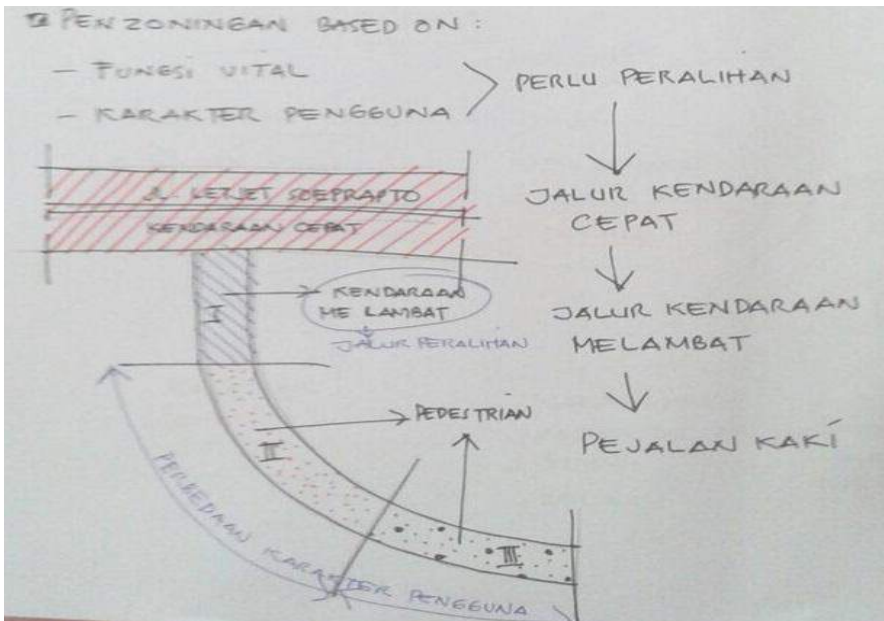 PENZONINGAN BASED ON :
- FUNGSI VITAL
- KARAKTER PENGGUNA
PERLU PERALIHAN
JALUR KENDARAAN
CEPAT
JALUR KENDARAAN
MELAMBAT
PEJALAN KAKI
JL. LETJET SOEPRAPTO
KENDARAAN CEPAT
I
KENDARAAN
ME LAMBAT
JALUR PERALIHAN
II
PEDESTRIAN
III
PERBEDAAN KARAKTER PENGGUNA